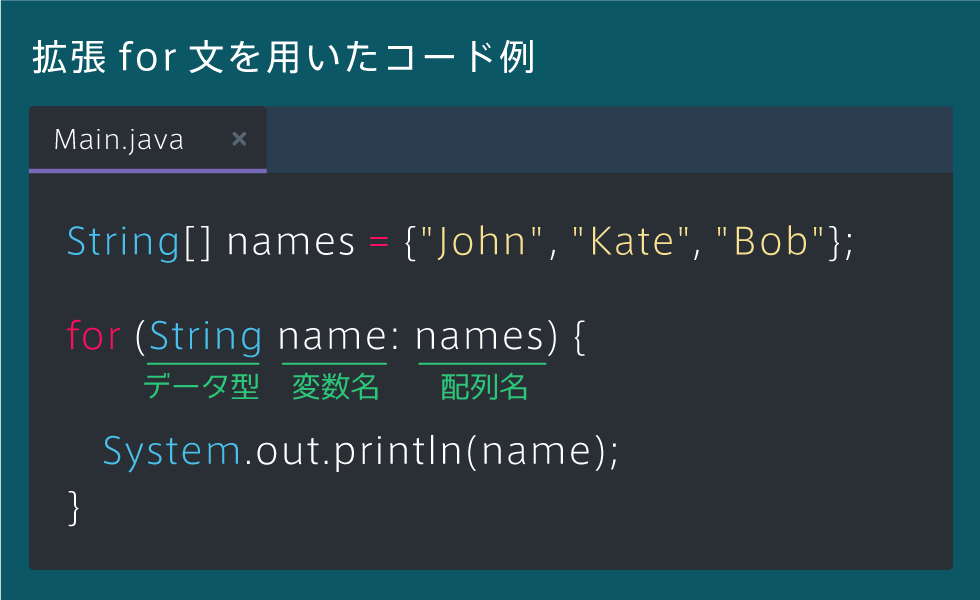 拡張 for 文を用いたコード例
Main.java ×
String[] names = {"John", "Kate", "Bob"};
for (String name: names) {
データ型 変数名 配列名
System.out.println(name);
}